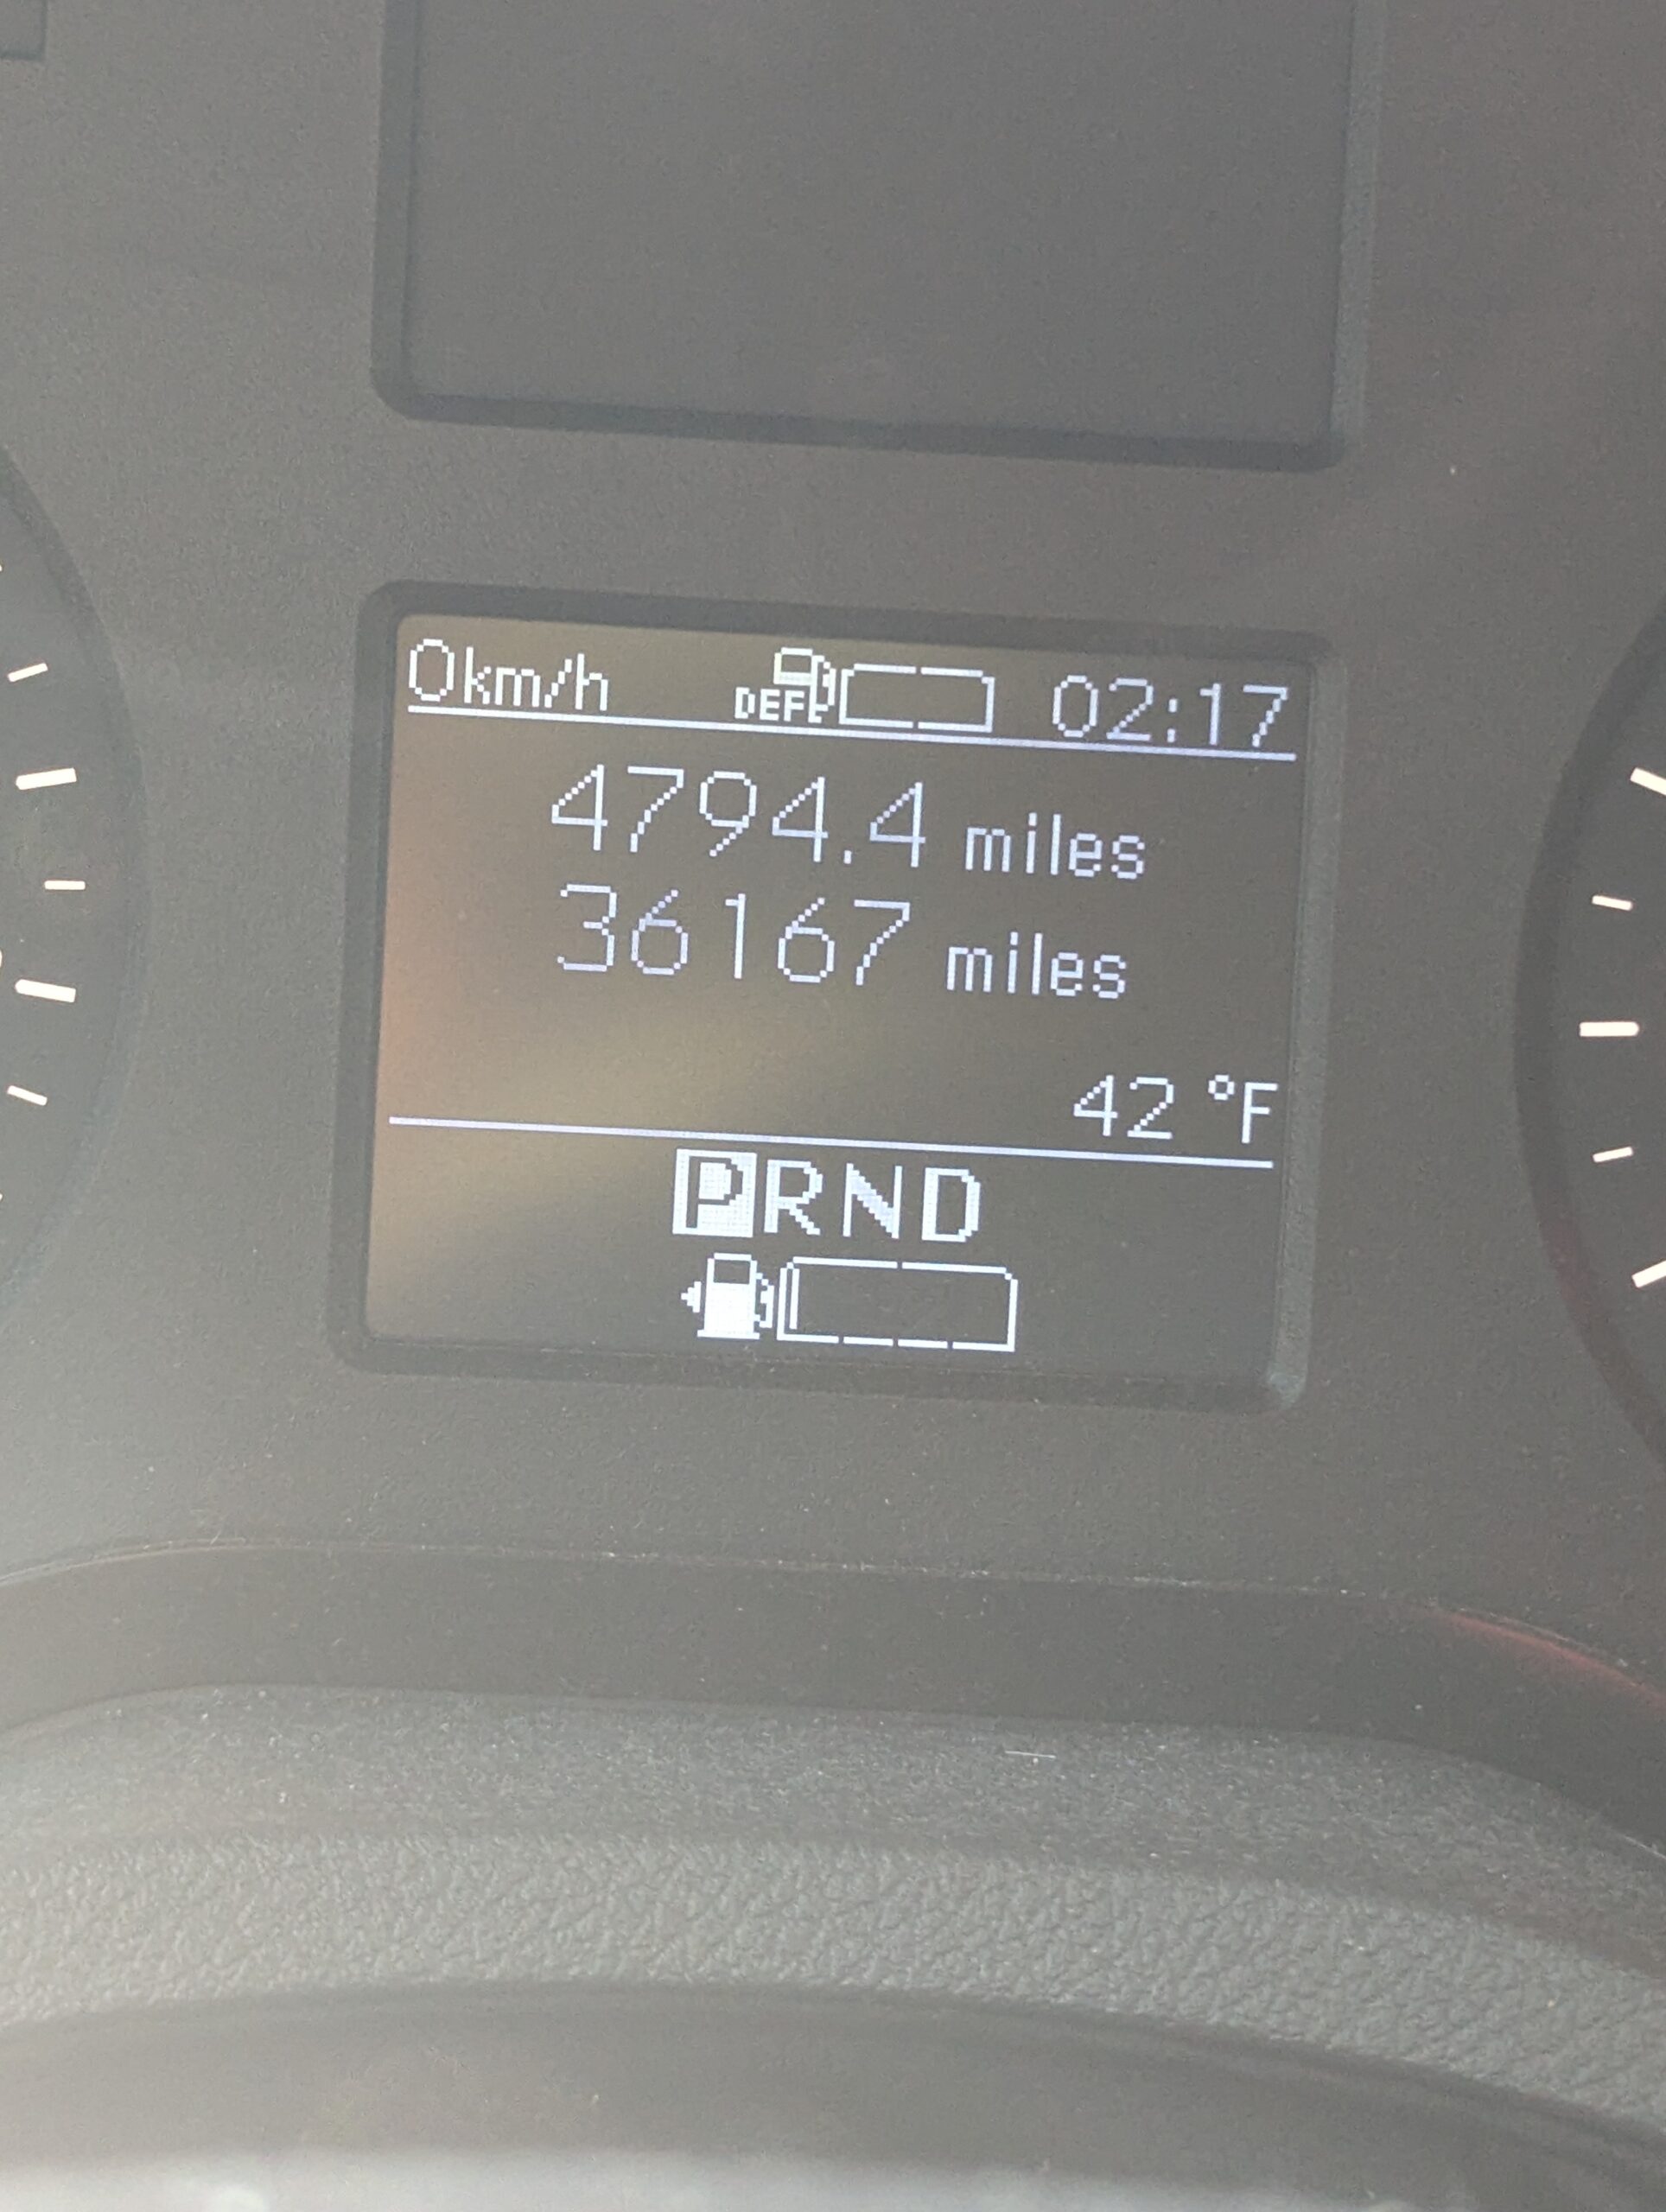 0km/h DEF 02:17
4794.4 miles
36167 miles
42 °F
PRND